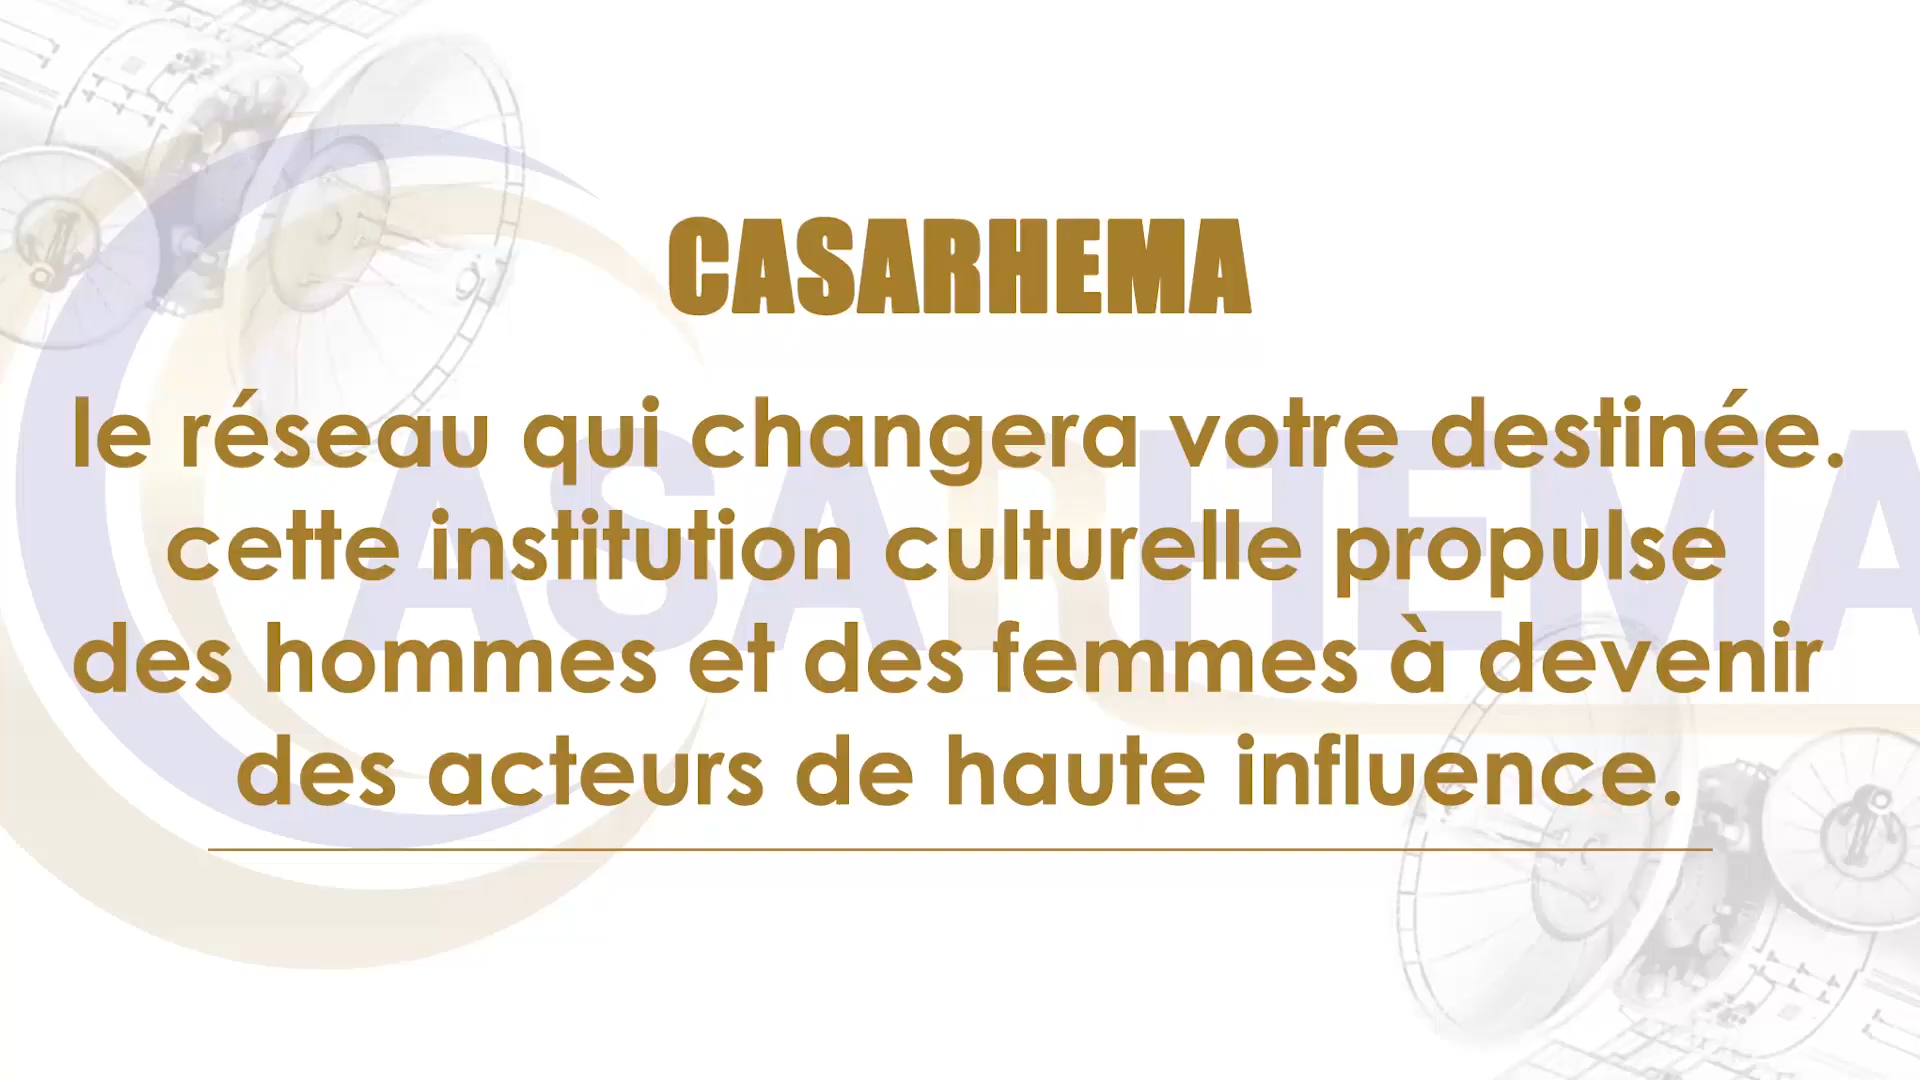 CASARHEMA
le réseau qui changera votre destinée.
cette institution culturelle propulse
des hommes et des femmes à devenir
des acteurs de haute influence.
CASARHEMA